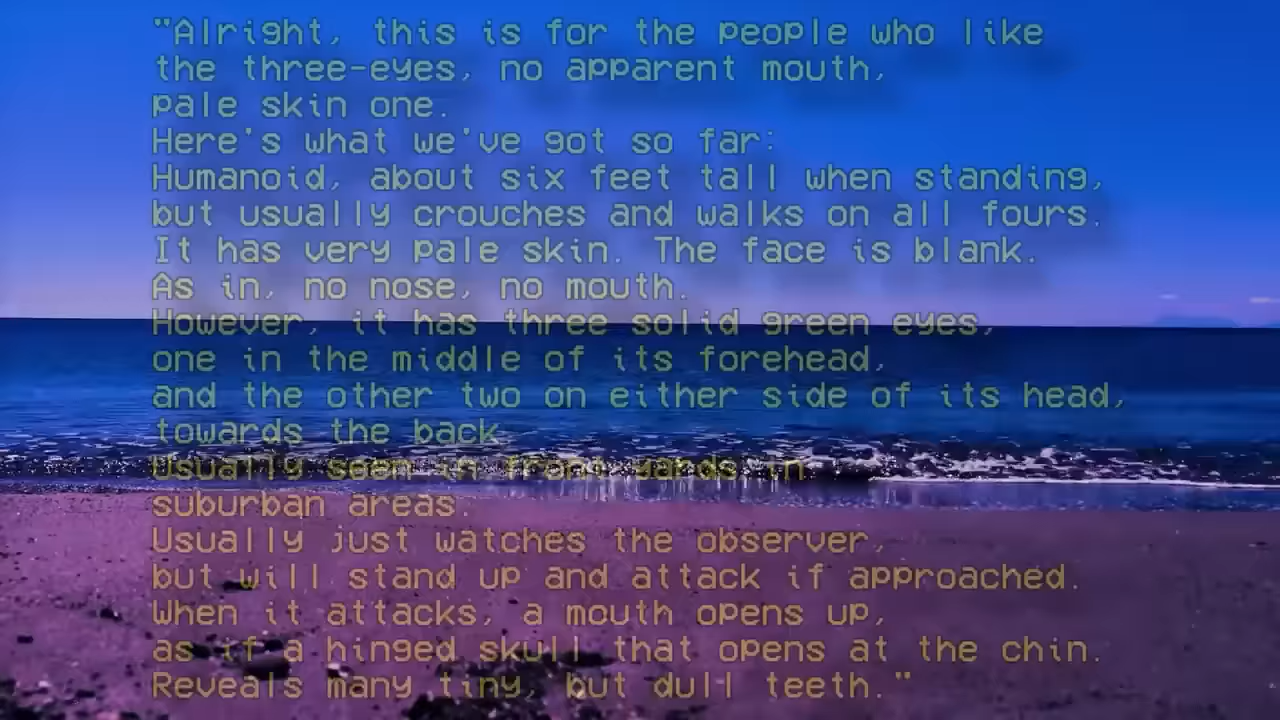 "Alright, this is for the people who like
the three-eyes, no apparent mouth,
pale skin one.
Here's what we've got so far:
Humanoid, about six feet tall when standing,
but usually crouches and walks on all fours.
It has very pale skin. The face is blank.
As in, no nose, no mouth.
However, it has three solid green eyes,
one in the middle of its forehead,
and the other two on either side of its head,
towards the back.
Usually seen in front yards in
suburban areas.
Usually just watches the observer,
but will stand up and attack if approached.
When it attacks, a mouth opens up,
as if a hinged skull that opens at the chin.
Reveals many tiny, but dull teeth."